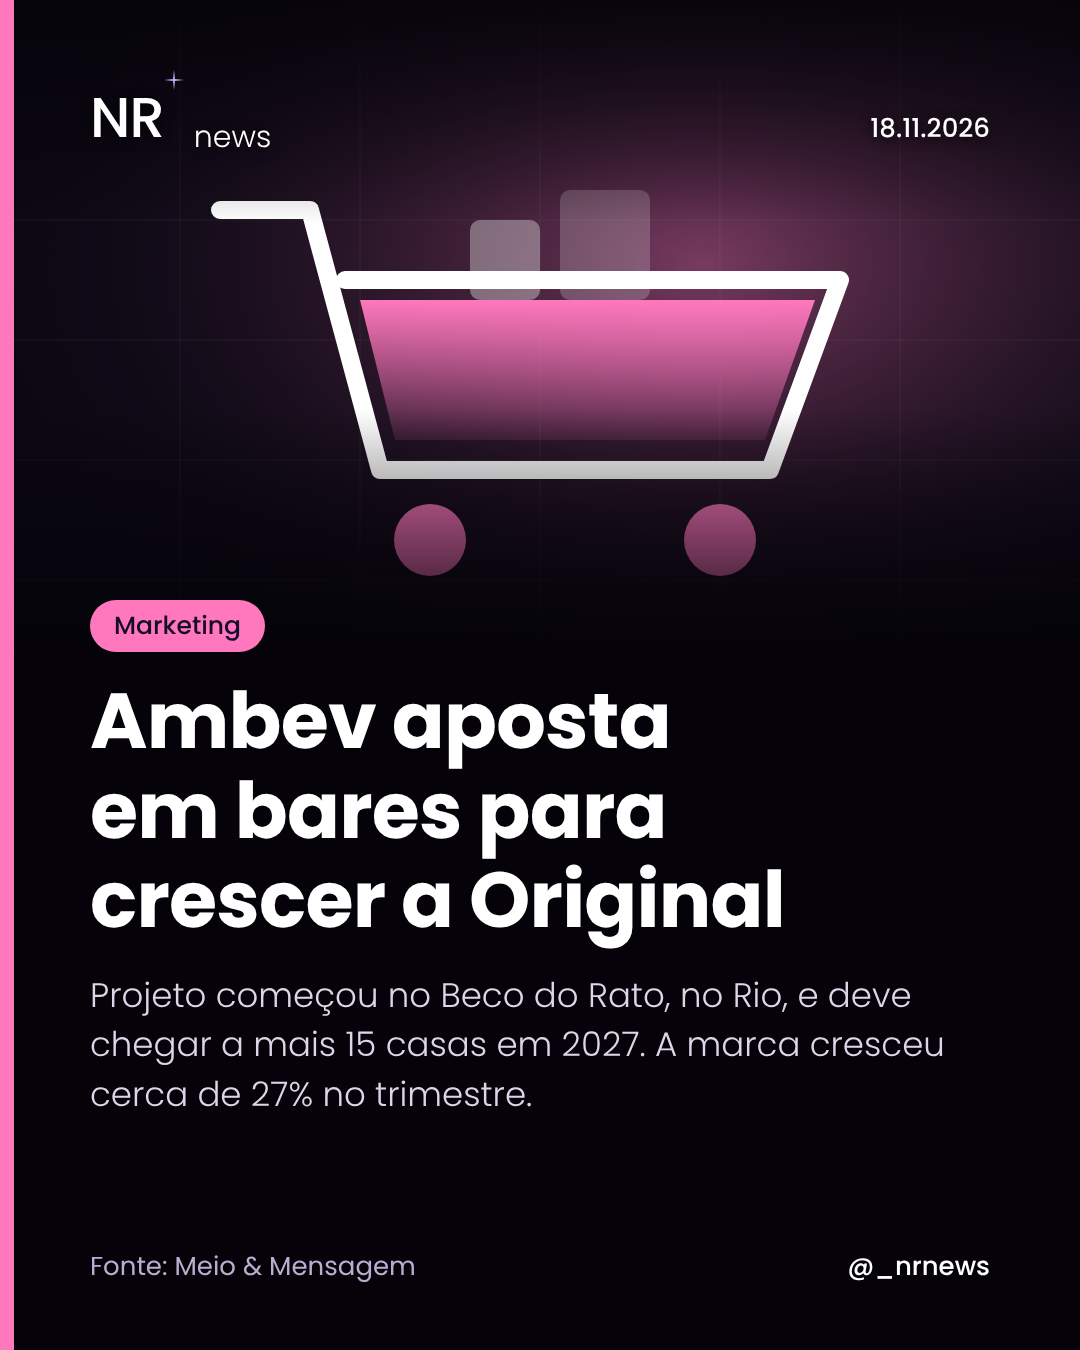 NR news
18.11.2026
Marketing
Ambev aposta
em bares para
crescer a Original
Projeto começou no Beco do Rato, no Rio, e deve
chegar a mais 15 casas em 2027. A marca cresceu
cerca de 27% no trimestre.
Fonte: Meio & Mensagem
@_nrnews